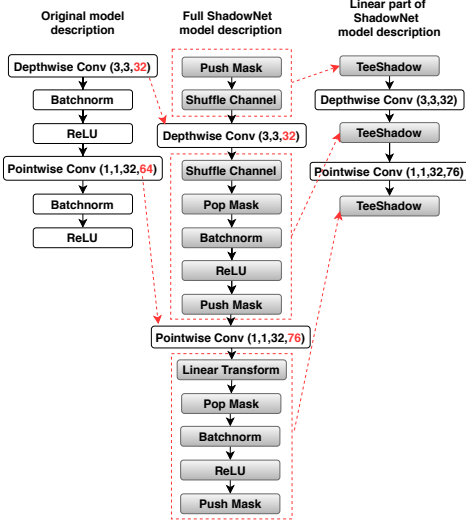 Original model
description
Depthwise Conv (3,3,32)
Batchnorm
ReLU
Pointwise Conv (1,1,32,64)
Batchnorm
ReLU
Full ShadowNet
model description
Push Mask
Shuffle Channel
Depthwise Conv (3,3,32)
Shuffle Channel
Pop Mask
Batchnorm
ReLU
Push Mask
Pointwise Conv (1,1,32,76)
Linear Transform
Pop Mask
Batchnorm
ReLU
Push Mask
Linear part of
ShadowNet
model description
TeeShadow
Depthwise Conv (3,3,32)
TeeShadow
Pointwise Conv (1,1,32,76)
TeeShadow